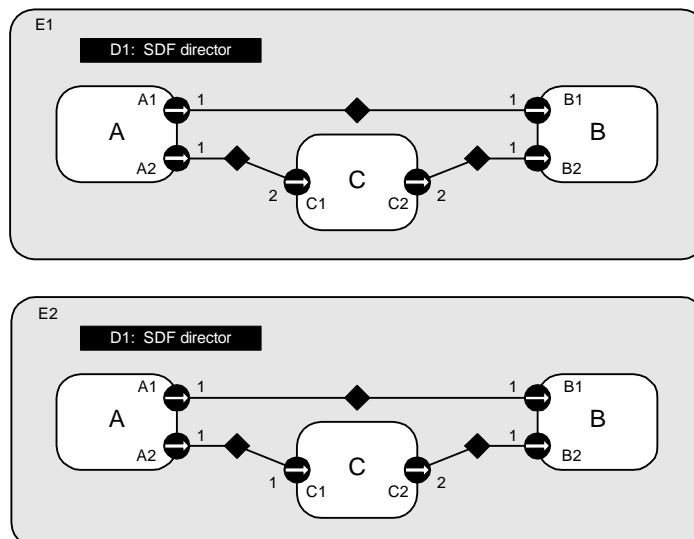 E1
D1: SDF director
A1 1 1 B1
A B
A2 1 1 B2
C
2 C1 C2 2
E2
D1: SDF director
A1 1 1 B1
A B
A2 1 1 B2
C
1 C1 C2 2